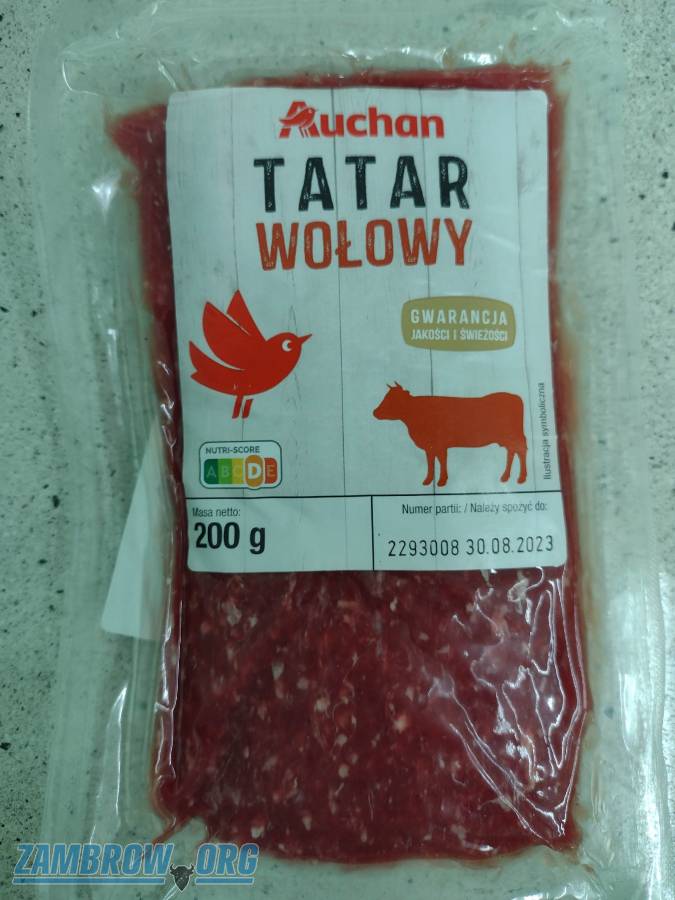 Auchan
TATAR
WOŁOWY
GWARANCJA
JAKOŚCI I ŚWIEŻOŚCI
Ilustracja symboliczna
NUTRI-SCORE
A B C D E
Masa netto:
200 g
Numer partii: / Należy spożyć do:
2293008 30.08.2023
ZAMBROW.ORG